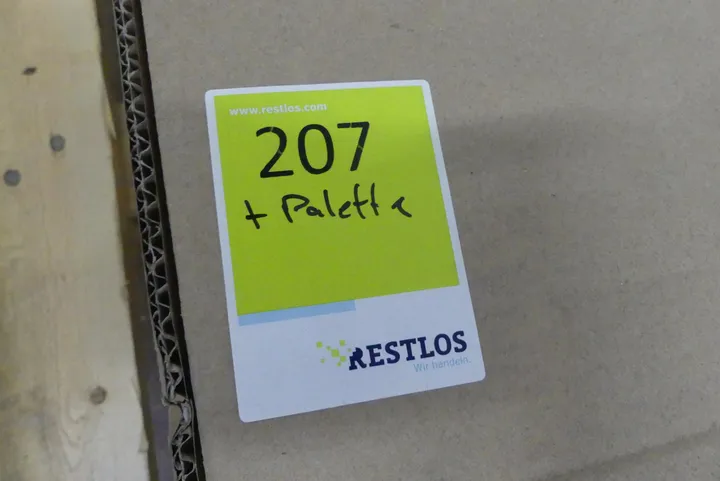 www.restlos.com
207
+ Palette
RESTLOS
Wir handeln.